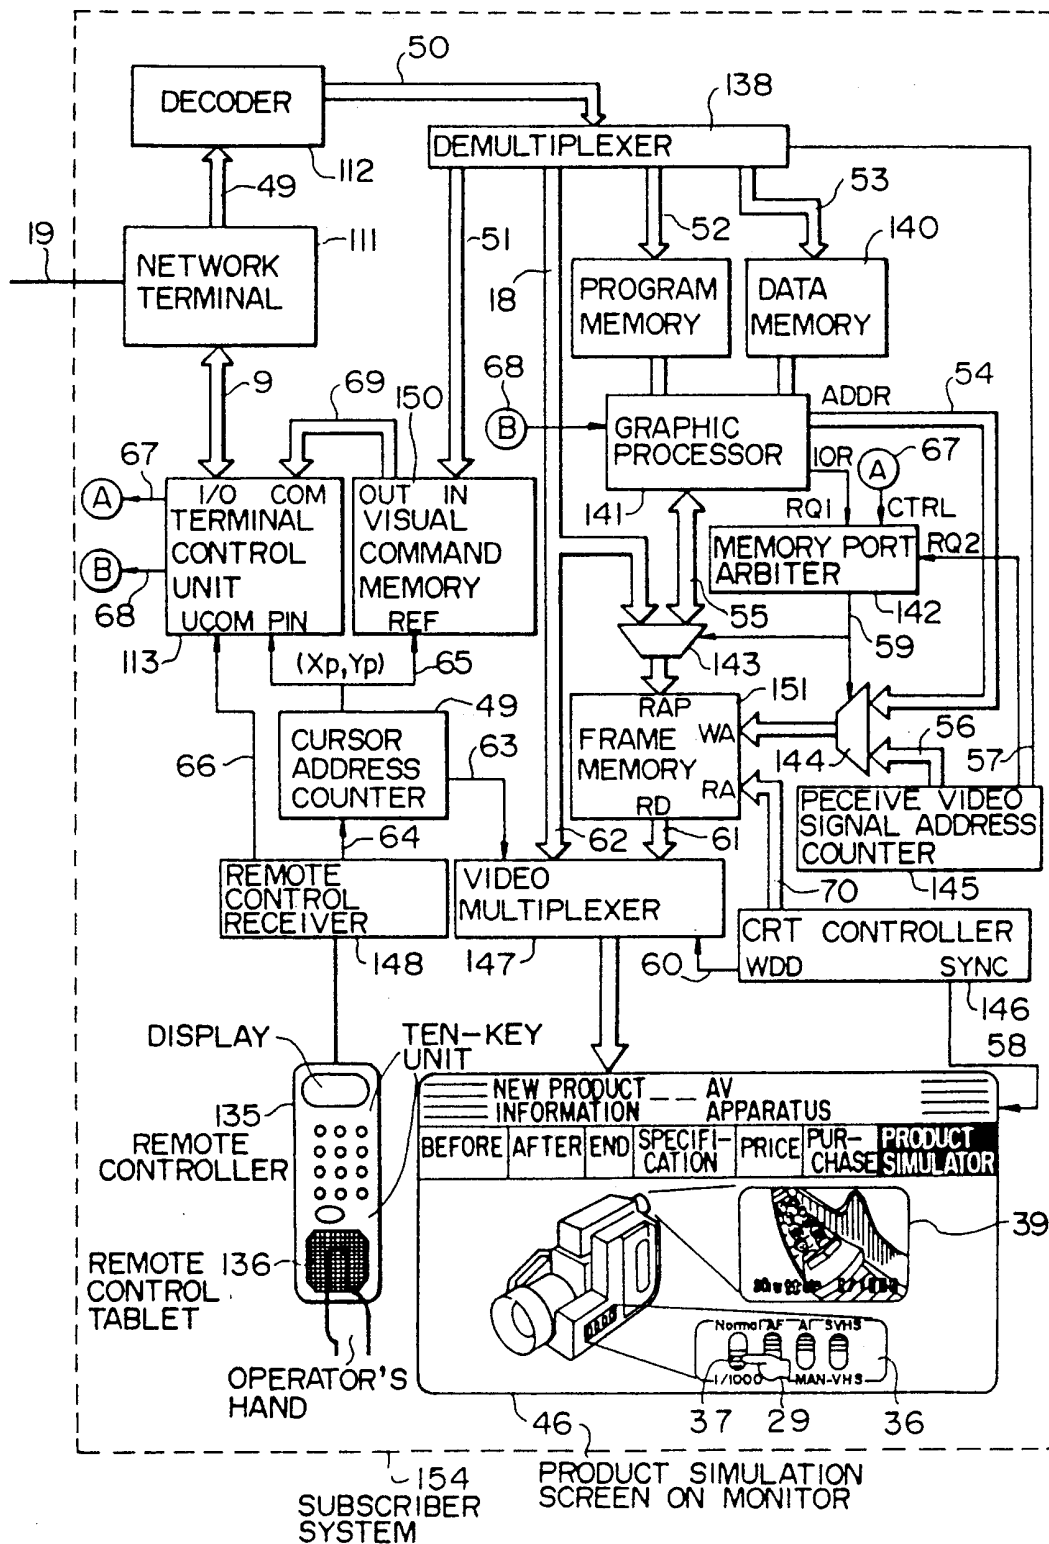 50
DECODER
138
DEMULTIPLEXER
112
49
53
19
111
51
52
140
NETWORK
TERMINAL
18
PROGRAM
MEMORY
DATA
MEMORY
9
69
150
68
B
ADDR
54
GRAPHIC
PROCESSOR
IOR
A
67
67
A
I/O COM
OUT IN
141
RQ1
CTRL
TERMINAL
CONTROL
UNIT
VISUAL
COMMAND
MEMORY
MEMORY PORT
ARBITER
RQ2
B
68
UCOM PIN
REF
55
142
113
(Xp,Yp)
65
143
59
49
151
RAP
56
66
CURSOR
ADDRESS
COUNTER
63
FRAME
MEMORY
WA
144
57
RA
RD
PECEIVE VIDEO
SIGNAL ADDRESS
COUNTER
64
62
61
145
REMOTE
CONTROL
RECEIVER
VIDEO
MULTIPLEXER
70
CRT CONTROLLER
WDD SYNC
148
147
60
146
DISPLAY
TEN-KEY
UNIT
58
135
REMOTE
CONTROLLER
NEW PRODUCT
INFORMATION
AV
APPARATUS
BEFORE
AFTER
END
SPECIFI-
CATION
PRICE
PUR-
CHASE
PRODUCT
SIMULATOR
39
136
REMOTE
CONTROL
TABLET
Normal AF AI SVHS
1/1000 MAN-VHS
OPERATOR'S
HAND
46
37
29
36
154
SUBSCRIBER
SYSTEM
PRODUCT SIMULATION
SCREEN ON MONITOR